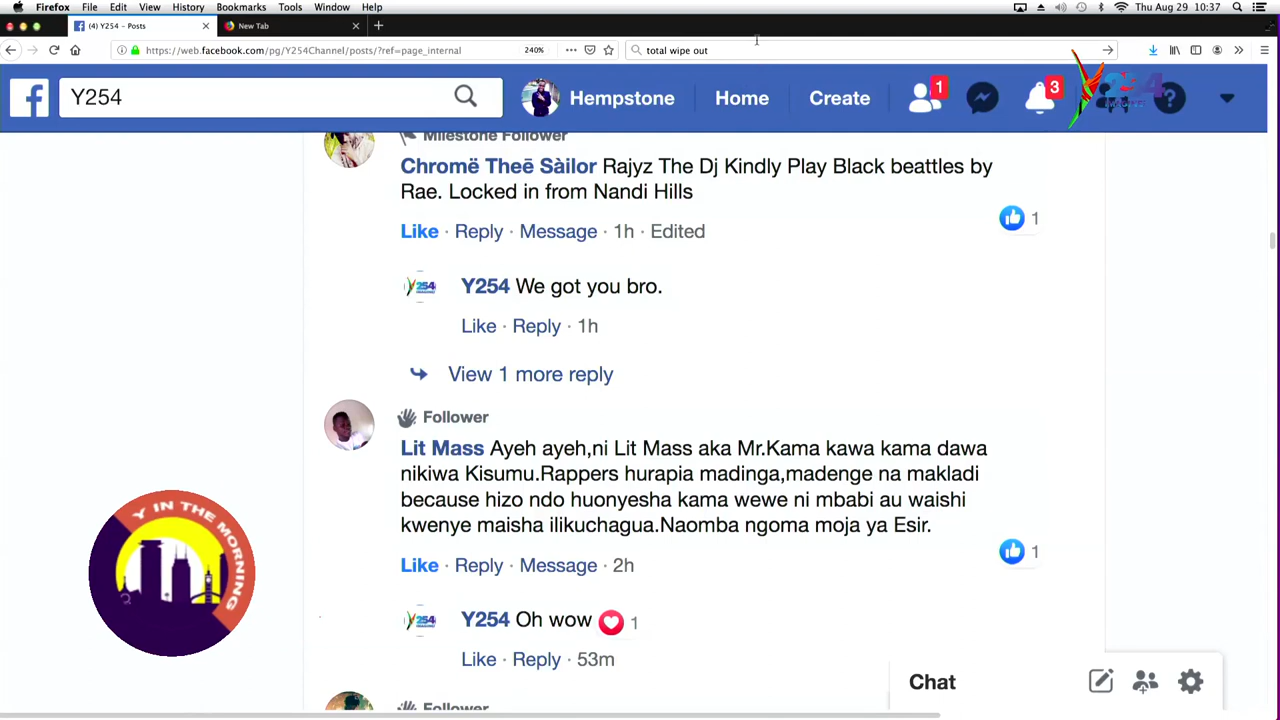 Firefox File Edit View History Bookmarks Tools Window Help Thu Aug 29 10:37
(4) Y254 - Posts New Tab
https://web.facebook.com/pg/Y254Channel/posts/?ref=page_internal 240% total wipe out
Y254 Hempstone Home Create 1 3
Y254
Milestone Follower
Chromë Theē Sàilor Rajyz The Dj Kindly Play Black beattles by
Rae. Locked in from Nandi Hills
1
Like · Reply · Message · 1h · Edited
Y254 We got you bro.
Like · Reply · 1h
View 1 more reply
Follower
Lit Mass Ayeh ayeh,ni Lit Mass aka Mr.Kama kawa kama dawa
nikiwa Kisumu.Rappers hurapia madinga,madenge na makladi
because hizo ndo huonyesha kama wewe ni mbabi au waishi
kwenye maisha ilikuchagua.Naomba ngoma moja ya Esir.
1
Like · Reply · Message · 2h
Y254 Oh wow 1
Like · Reply · 53m
Follower
Chat
Y IN THE MORNING